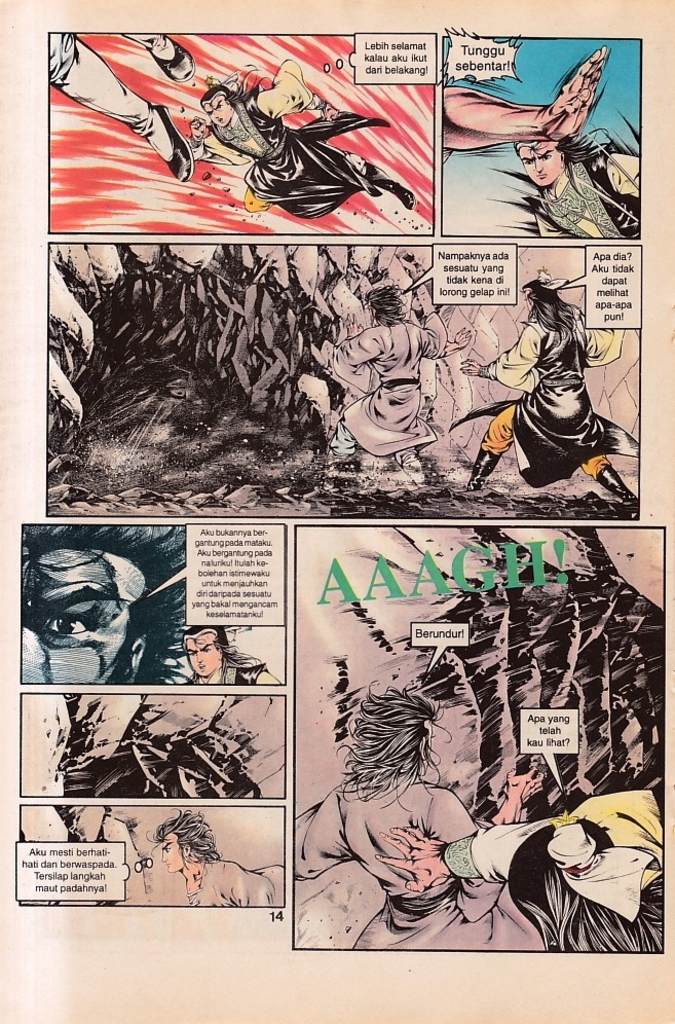 Lebih selamat
kalau aku ikut
dari belakang!
Tunggu
sebentar!
Nampaknya ada
sesuatu yang
tidak kena di
lorong gelap ini!
Apa dia?
Aku tidak
dapat
melihat
apa-apa
pun!
Aku bukannya ber-
gantung pada mataku.
Aku bergantung pada
naluriku! Itulah ke-
bolehan istimewaku
untuk menjauhkan
diri daripada sesuatu
yang bakal mengancam
keselamatanku!
Aku mesti berhati-
hati dan berwaspada.
Tersilap langkah
maut padahnya!
AAAGH!
Berundur!
Apa yang
telah
kau lihat?
14